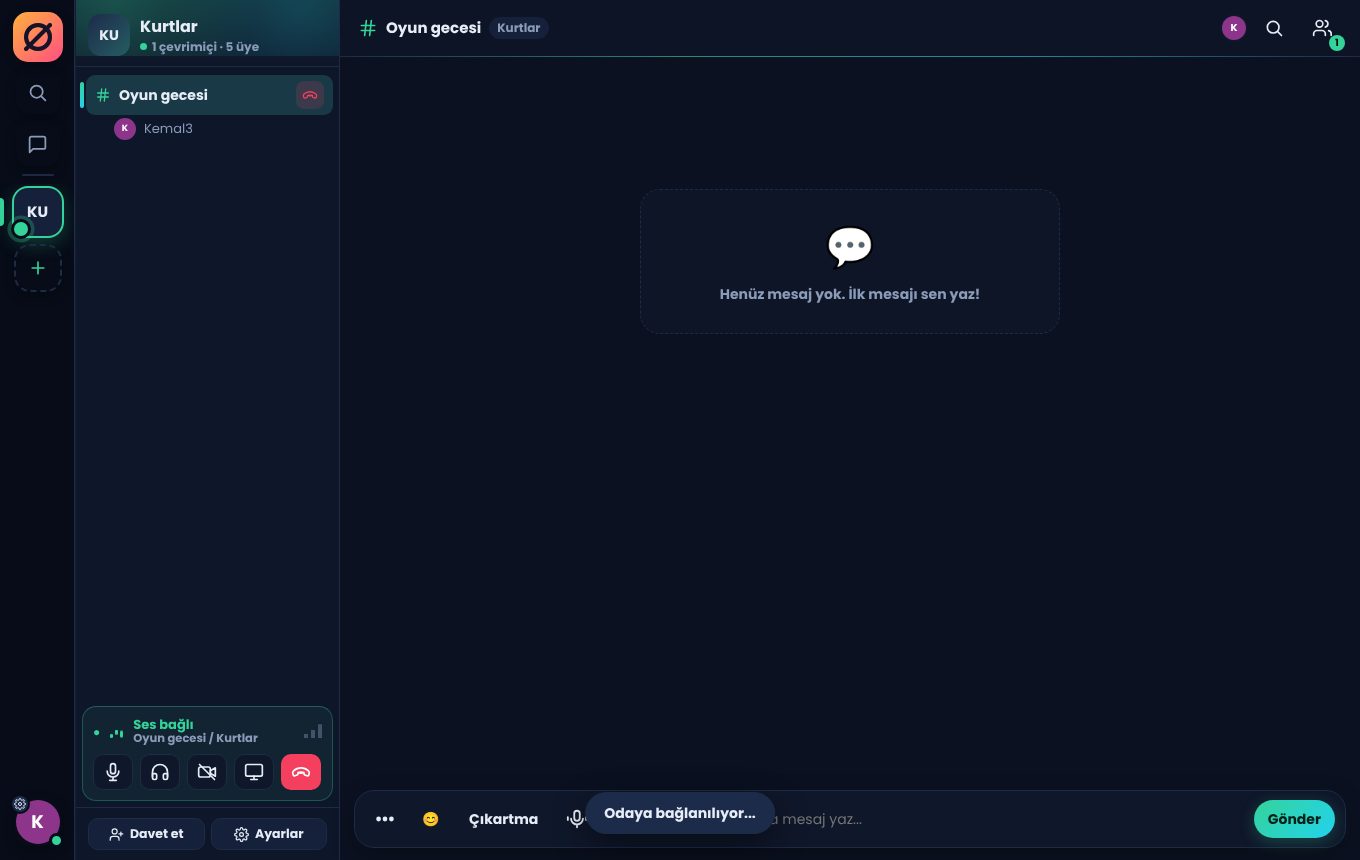 KU
Kurtlar
1 çevrimiçi · 5 üye
Oyun gecesi
K
Kemal3
KU
Oyun gecesi
Kurtlar
K
1
Henüz mesaj yok. İlk mesajı sen yaz!
Ses bağlı
Oyun gecesi / Kurtlar
K
Davet et
Ayarlar
Çıkartma
Odaya bağlanılıyor...
mesaj yaz...
Gönder